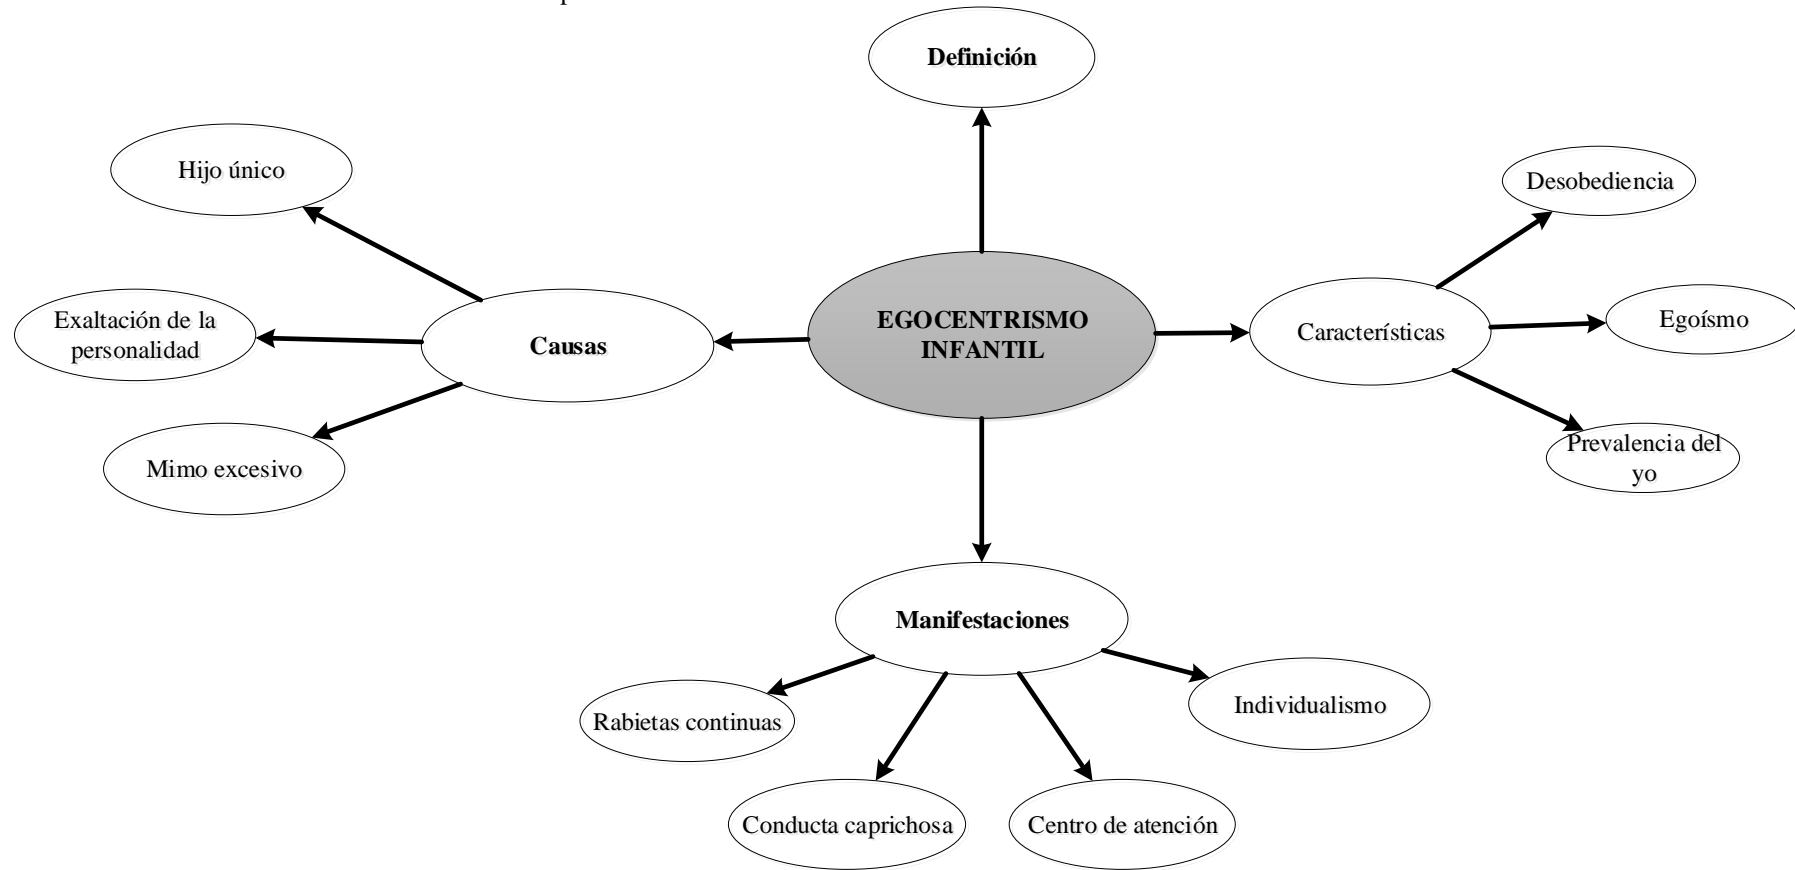 Definición
Hijo único
Desobediencia
Exaltación de la
personalidad
Causas
EGOCENTRISMO
INFANTIL
Características
Egoísmo
Mimo excesivo
Prevalencia del
yo
Manifestaciones
Rabietas continuas
Individualismo
Conducta caprichosa
Centro de atención